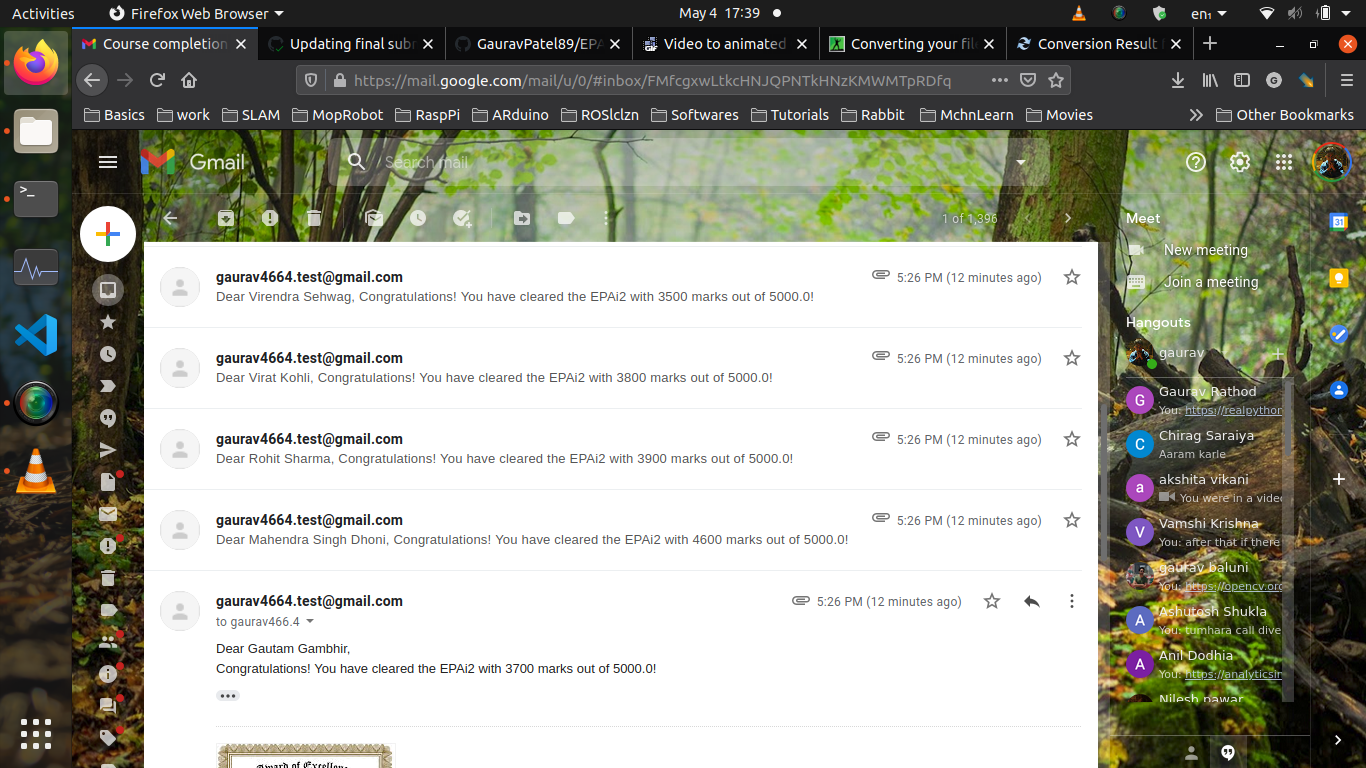 Activities
Firefox Web Browser
May 4 17:39
en₁
Course completion
Updating final subm
GauravPatel89/EPA
Video to animated
Converting your file
Conversion Result
https://mail.google.com/mail/u/0/#inbox/FMfcgxwLtkcHNJQPNTkHNzKMWMTpRDfq
Basics
work
SLAM
MopRobot
RaspPi
ARduino
ROSlclzn
Softwares
Tutorials
Rabbit
MchnLearn
Movies
Other Bookmarks
Gmail
Search mail
1 of 1,396
gaurav4664.test@gmail.com
5:26 PM (12 minutes ago)
Dear Virendra Sehwag, Congratulations! You have cleared the EPAi2 with 3500 marks out of 5000.0!
gaurav4664.test@gmail.com
5:26 PM (12 minutes ago)
Dear Virat Kohli, Congratulations! You have cleared the EPAi2 with 3800 marks out of 5000.0!
gaurav4664.test@gmail.com
5:26 PM (12 minutes ago)
Dear Rohit Sharma, Congratulations! You have cleared the EPAi2 with 3900 marks out of 5000.0!
gaurav4664.test@gmail.com
5:26 PM (12 minutes ago)
Dear Mahendra Singh Dhoni, Congratulations! You have cleared the EPAi2 with 4600 marks out of 5000.0!
gaurav4664.test@gmail.com
5:26 PM (12 minutes ago)
to gaurav466.4
Dear Gautam Gambhir,
Congratulations! You have cleared the EPAi2 with 3700 marks out of 5000.0!
Award of Excellen
Meet
New meeting
Join a meeting
Hangouts
gaurav
G
Gaurav Rathod
You: https://realpython
C
Chirag Saraiya
Aaram karle
a
akshita vikani
You were in a video
V
Vamshi Krishna
You: after that if there
gaurav baluni
You: https://opencv.org
A
Ashutosh Shukla
You: tumhara call dive
A
Anil Dodhia
You: https://analyticsin
Nilesh pawar
31